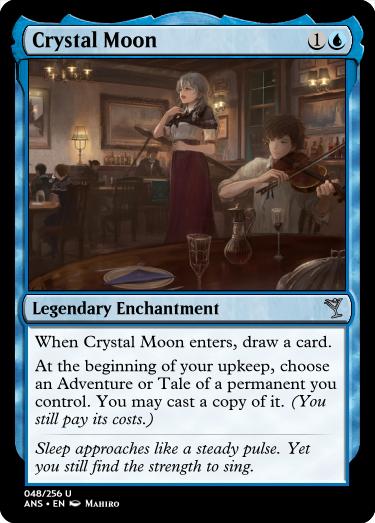 Crystal Moon 1
Legendary Enchantment
When Crystal Moon enters, draw a card.
At the beginning of your upkeep, choose
an Adventure or Tale of a permanent you
control. You may cast a copy of it. (You
still pay its costs.)
Sleep approaches like a steady pulse. Yet
you still find the strength to sing.
048/256 U
ANS • EN Mahiro